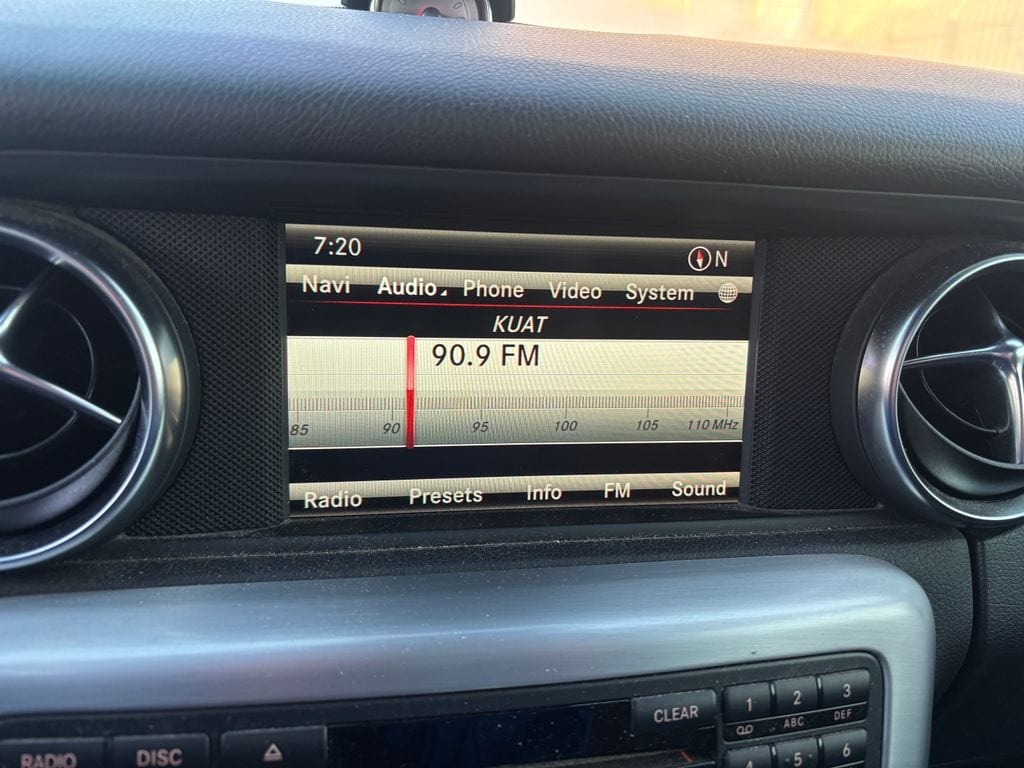 7:20 N
Navi Audio Phone Video System
KUAT
90.9 FM
85 90 95 100 105 110 MHz
Radio Presets Info FM Sound
CLEAR 1 2 3
ABC DEF
RADIO DISC 4 5 6